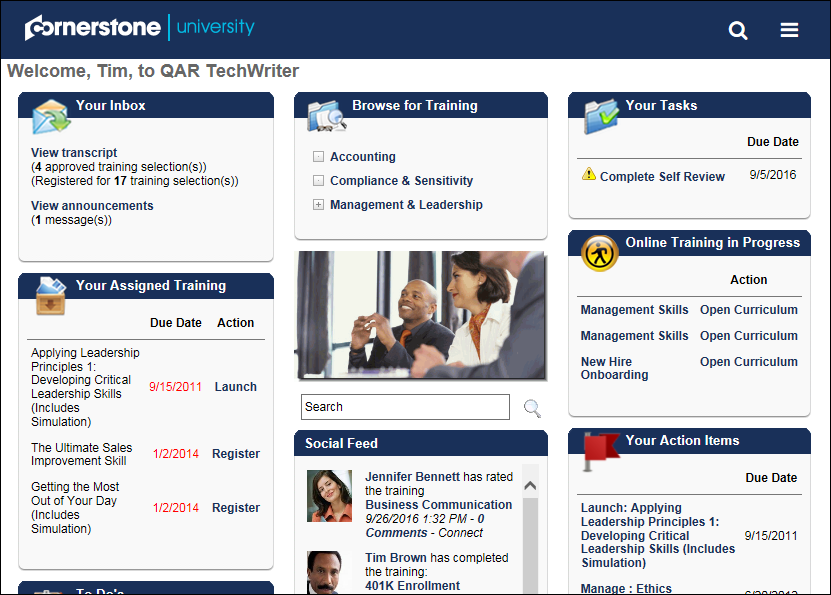 Cornerstone university
Welcome, Tim, to QAR TechWriter
Your Inbox
View transcript
(4 approved training selection(s))
(Registered for 17 training selection(s))
View announcements
(1 message(s))
Your Assigned Training
Due Date Action
Applying Leadership
Principles 1:
Developing Critical
Leadership Skills
(Includes
Simulation)
9/15/2011 Launch
The Ultimate Sales
Improvement Skill
1/2/2014 Register
Getting the Most
Out of Your Day
(Includes
Simulation)
1/2/2014 Register
To Do's
Browse for Training
Accounting
Compliance & Sensitivity
Management & Leadership
Search
Social Feed
Jennifer Bennett has rated
the training
Business Communication
9/26/2016 1:32 PM - 0
Comments - Connect
Tim Brown has completed
the training:
401K Enrollment
Your Tasks
Due Date
Complete Self Review 9/5/2016
Online Training in Progress
Action
Management Skills Open Curriculum
Management Skills Open Curriculum
New Hire
Onboarding
Open Curriculum
Your Action Items
Due Date
Launch: Applying
Leadership Principles 1:
Developing Critical
Leadership Skills (Includes
Simulation)
9/15/2011
Manage : Ethics